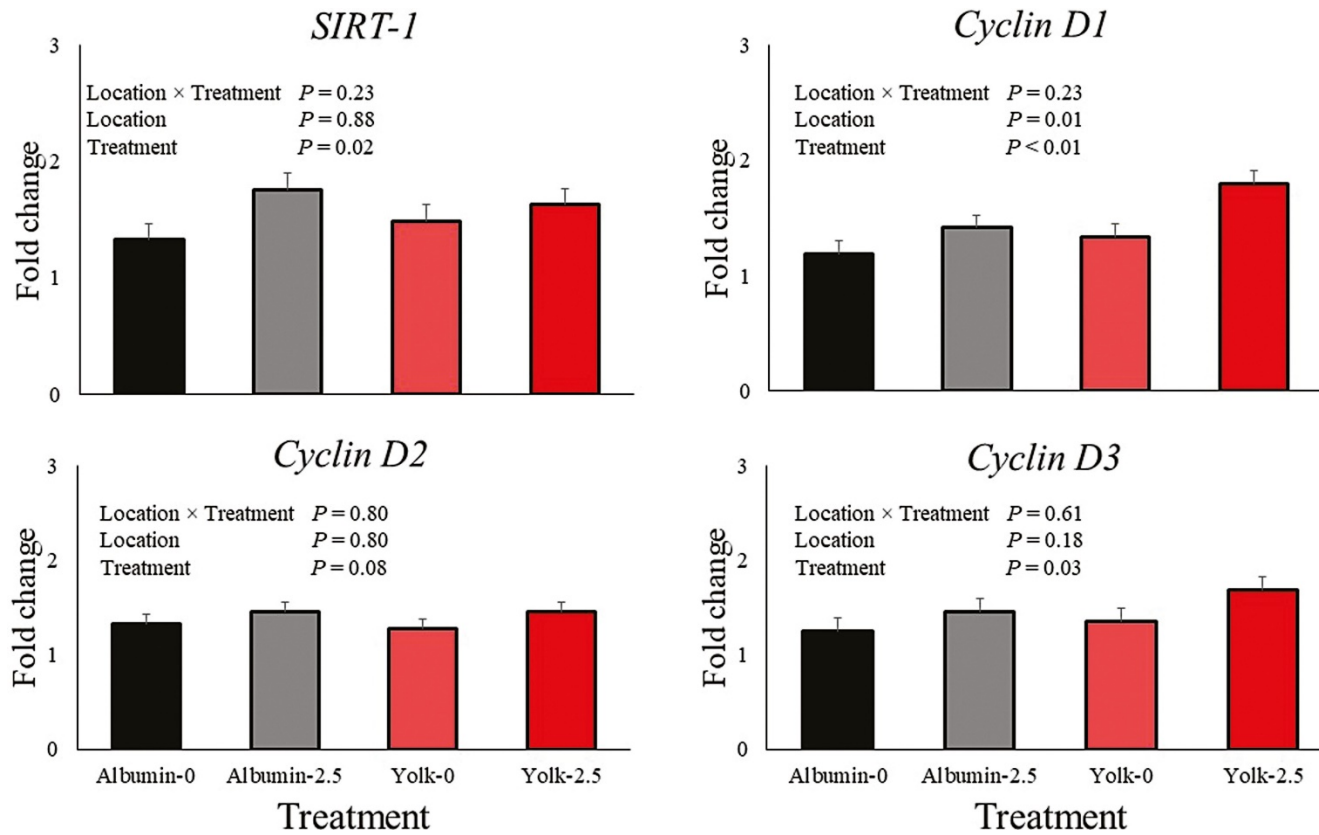 SIRT-1
3
2
1
0
Fold change
Location × Treatment P = 0.23
Location P = 0.88
Treatment P = 0.02
Cyclin D1
3
2
1
0
Fold change
Location × Treatment P = 0.23
Location P = 0.01
Treatment P < 0.01
Cyclin D2
3
2
1
0
Fold change
Location × Treatment P = 0.80
Location P = 0.80
Treatment P = 0.08
Albumin-0 Albumin-2.5 Yolk-0 Yolk-2.5
Treatment
Cyclin D3
3
2
1
0
Fold change
Location × Treatment P = 0.61
Location P = 0.18
Treatment P = 0.03
Albumin-0 Albumin-2.5 Yolk-0 Yolk-2.5
Treatment